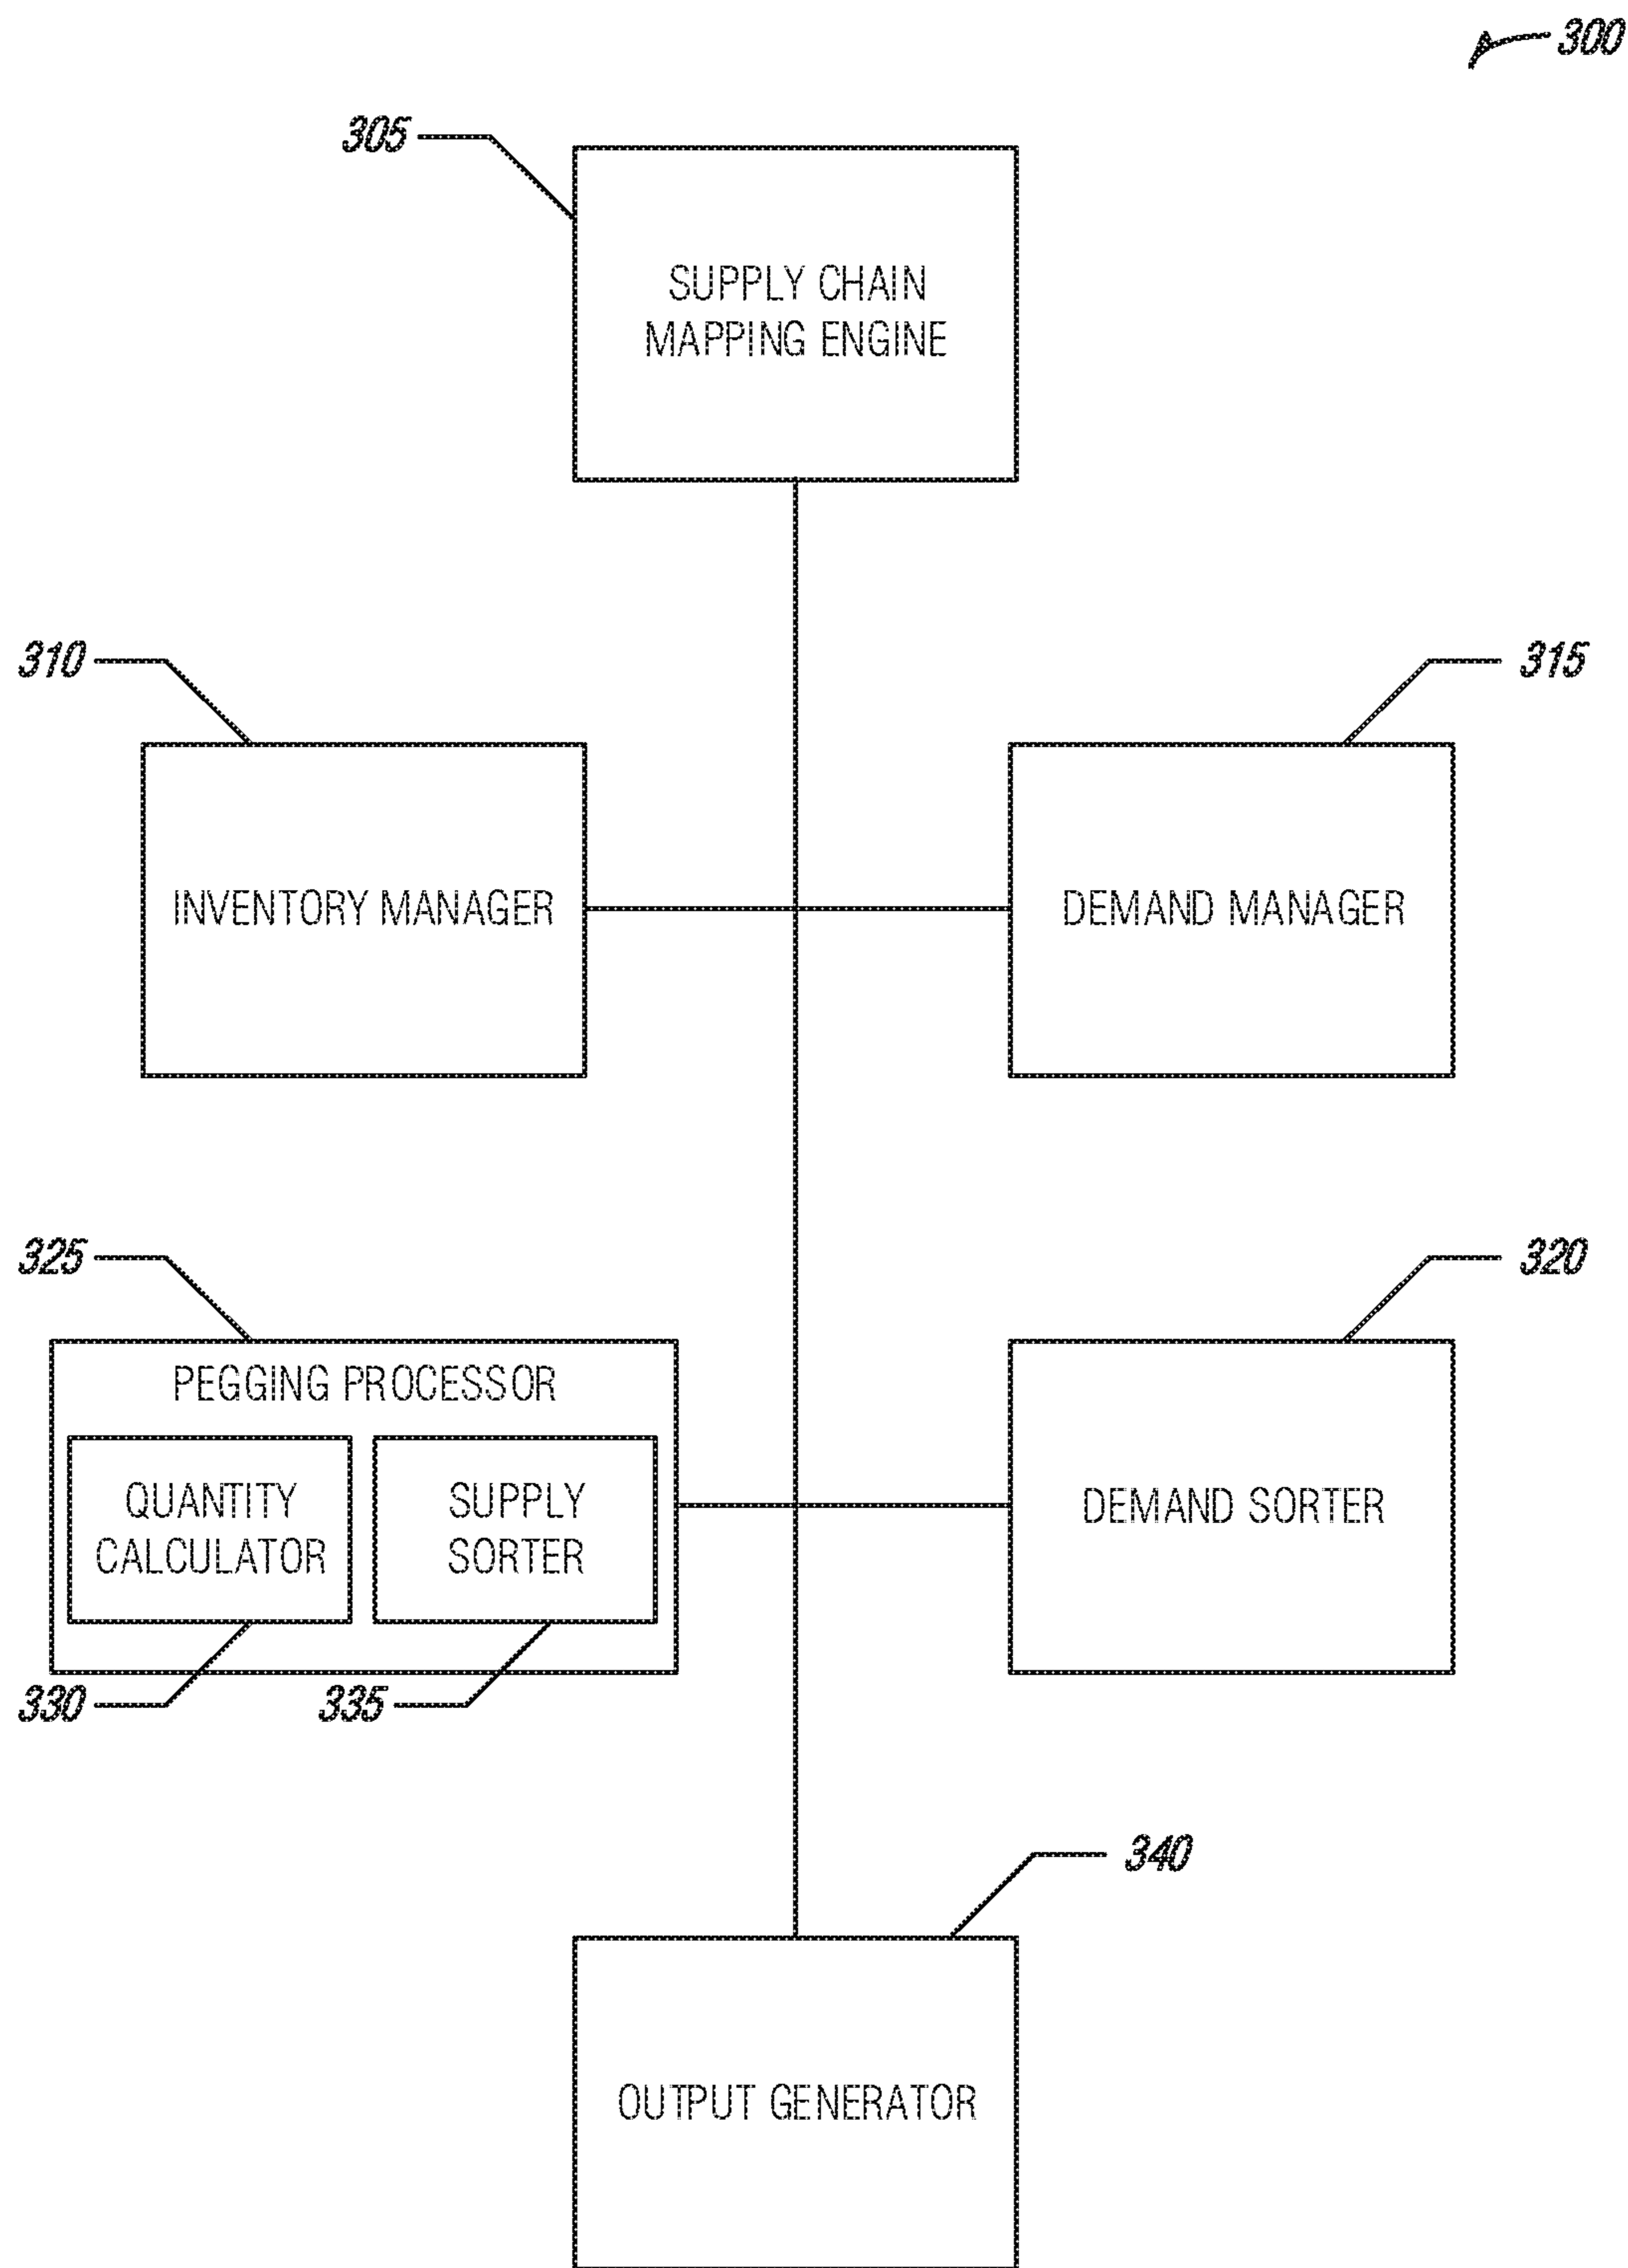 300
305
SUPPLY CHAIN
MAPPING ENGINE
310
315
INVENTORY MANAGER
DEMAND MANAGER
325
320
PEGGING PROCESSOR
QUANTITY
CALCULATOR
SUPPLY
SORTER
DEMAND SORTER
330
335
340
OUTPUT GENERATOR